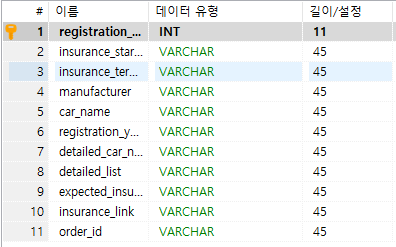 # 이름 데이터 유형 길이/설정
1 registration_... INT 11
2 insurance_star... VARCHAR 45
3 insurance_ter... VARCHAR 45
4 manufacturer VARCHAR 45
5 car_name VARCHAR 45
6 registration_y... VARCHAR 45
7 detailed_car_n... VARCHAR 45
8 detailed_list VARCHAR 45
9 expected_insu... VARCHAR 45
10 insurance_link VARCHAR 45
11 order_id VARCHAR 45